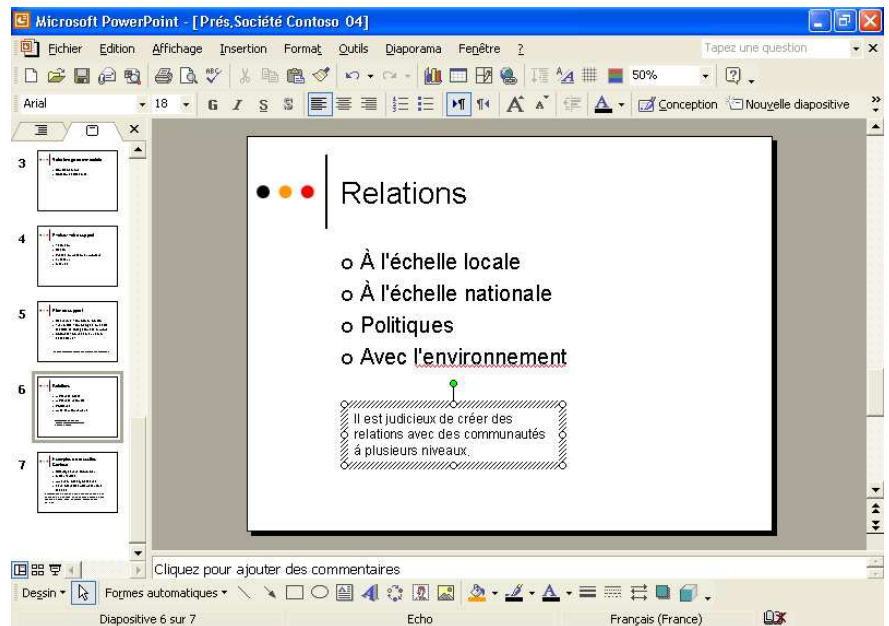 Microsoft PowerPoint - [Prés,Société Contoso 04]
Fichier Edition Affichage Insertion Format Outils Diaporama Fenêtre ? Tapez une question
50%
Arial 18 G I S S Conception Nouvelle diapositive
3
4
5
6
7
Relations
Relations
o À l'échelle locale
o À l'échelle nationale
o Politiques
o Avec l'environnement
Il est judicieux de créer des
relations avec des communautés
á plusieurs niveaux.
Cliquez pour ajouter des commentaires
Dessin Formes automatiques
Diapositive 6 sur 7 Echo Français (France)